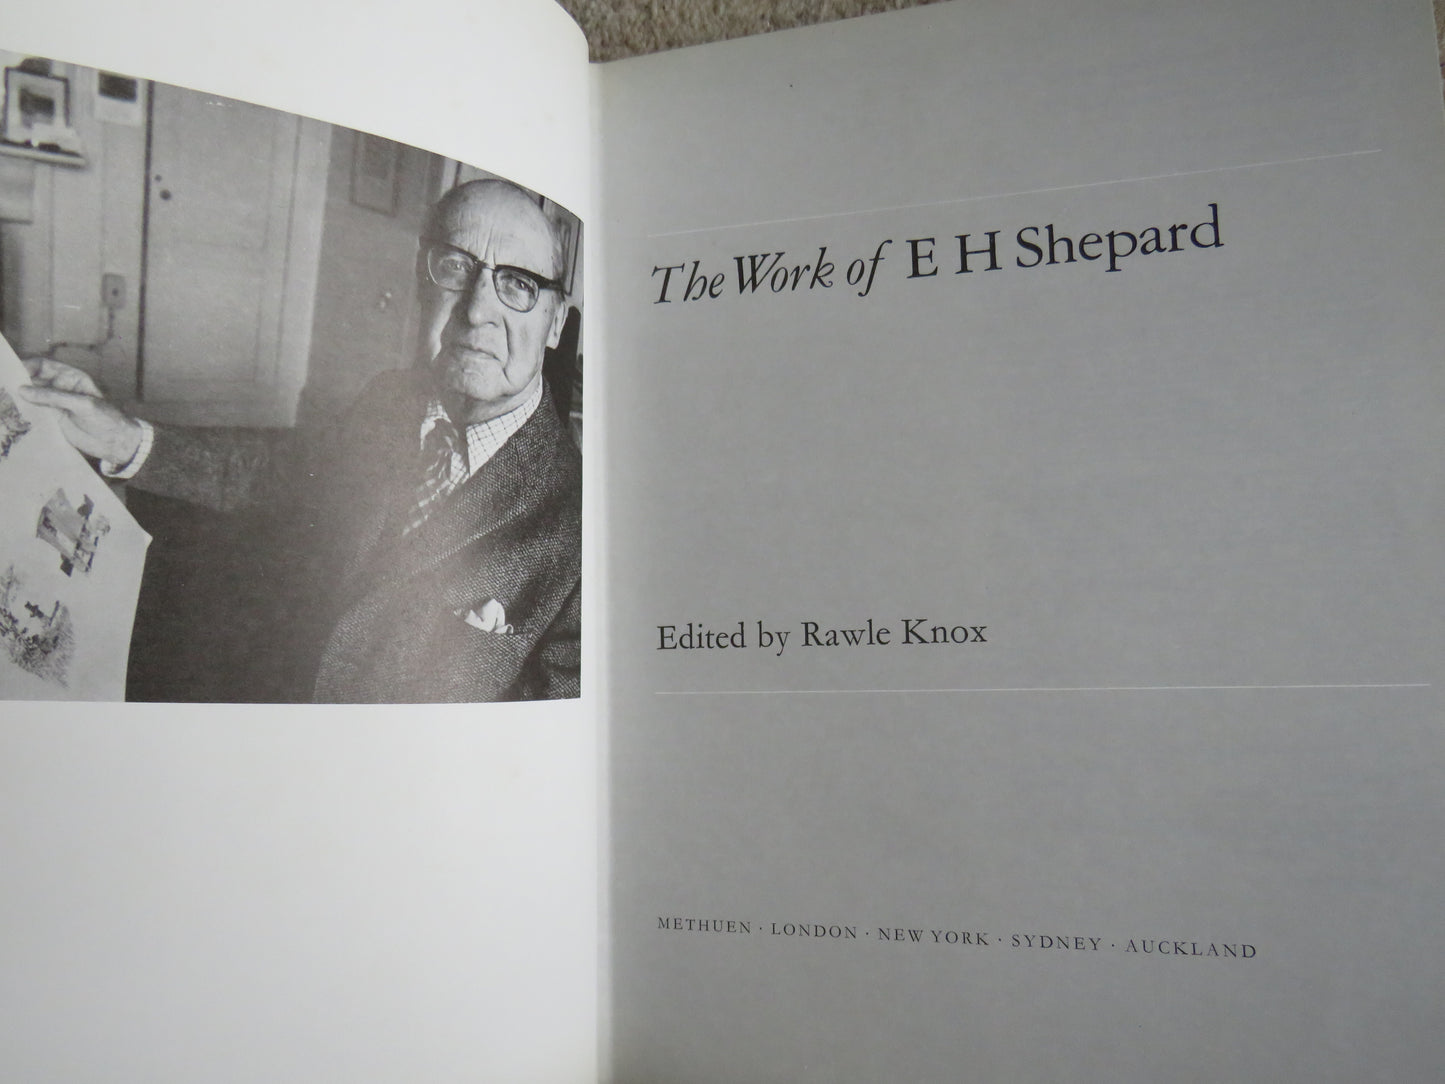 The Work of E H Shepard
Edited by Rawle Knox
METHUEN · LONDON · NEW YORK · SYDNEY · AUCKLAND